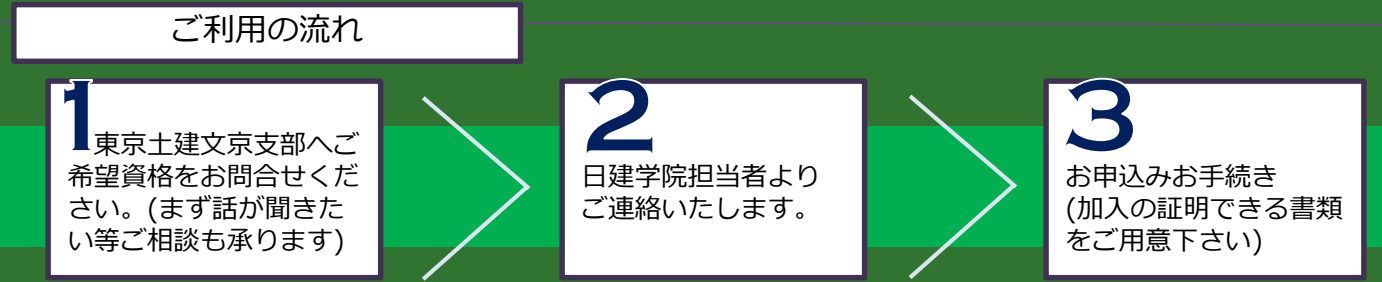 ご利用の流れ
1
東京土建文京支部へご
希望資格をお問合せくだ
さい。(まず話が聞きた
い等ご相談も承ります)
2
日建学院担当者より
ご連絡いたします。
3
お申込みお手続き
(加入の証明できる書類
をご用意下さい)